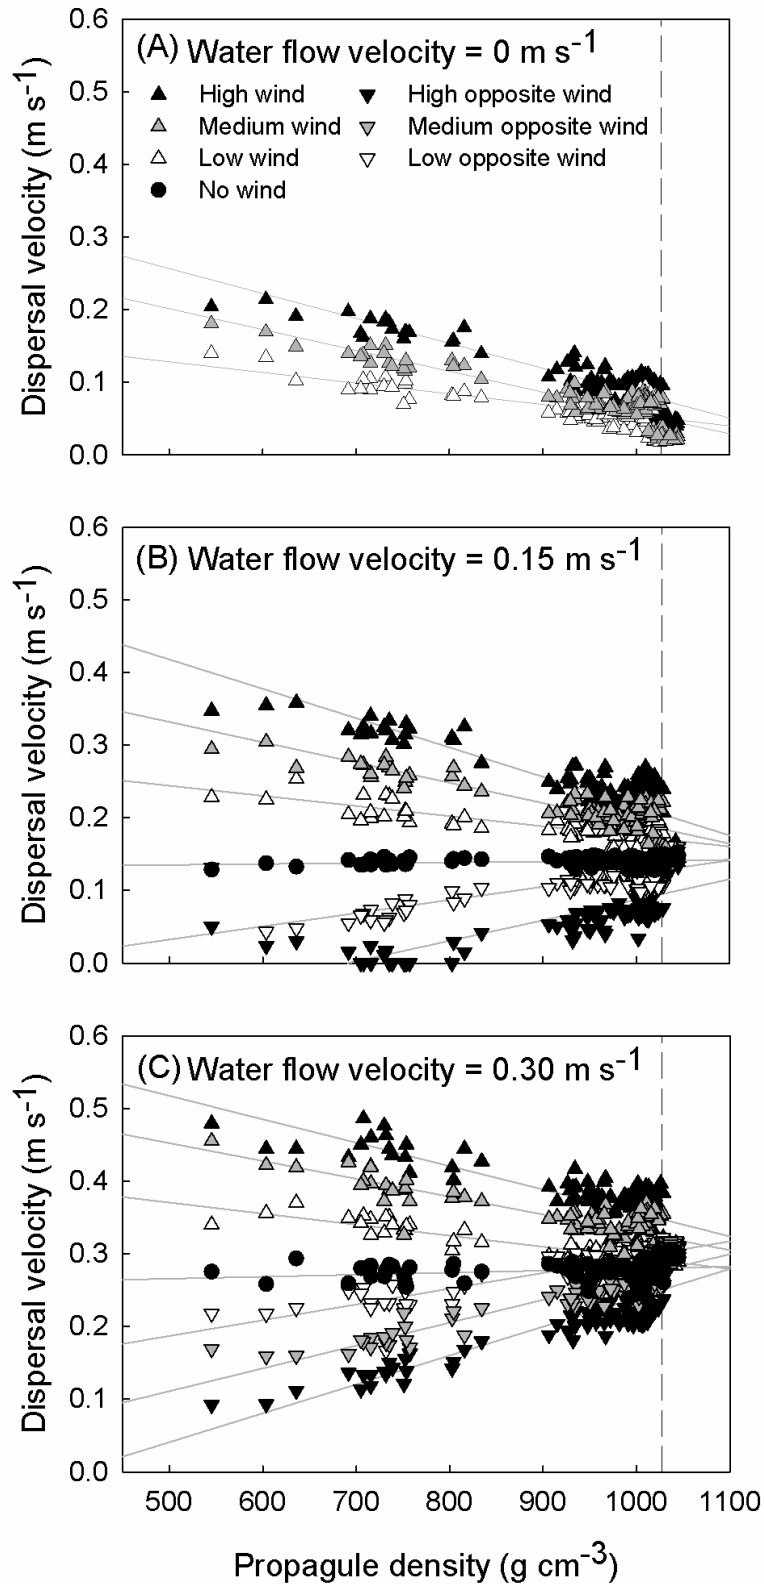 (A) Water flow velocity = 0 m s⁻¹
High wind
High opposite wind
Medium wind
Medium opposite wind
Low wind
Low opposite wind
No wind
Dispersal velocity (m s⁻¹)
0.6
0.5
0.4
0.3
0.2
0.1
0.0
(B) Water flow velocity = 0.15 m s⁻¹
Dispersal velocity (m s⁻¹)
0.6
0.5
0.4
0.3
0.2
0.1
0.0
(C) Water flow velocity = 0.30 m s⁻¹
Dispersal velocity (m s⁻¹)
0.6
0.5
0.4
0.3
0.2
0.1
0.0
500 600 700 800 900 1000 1100
Propagule density (g cm⁻³)